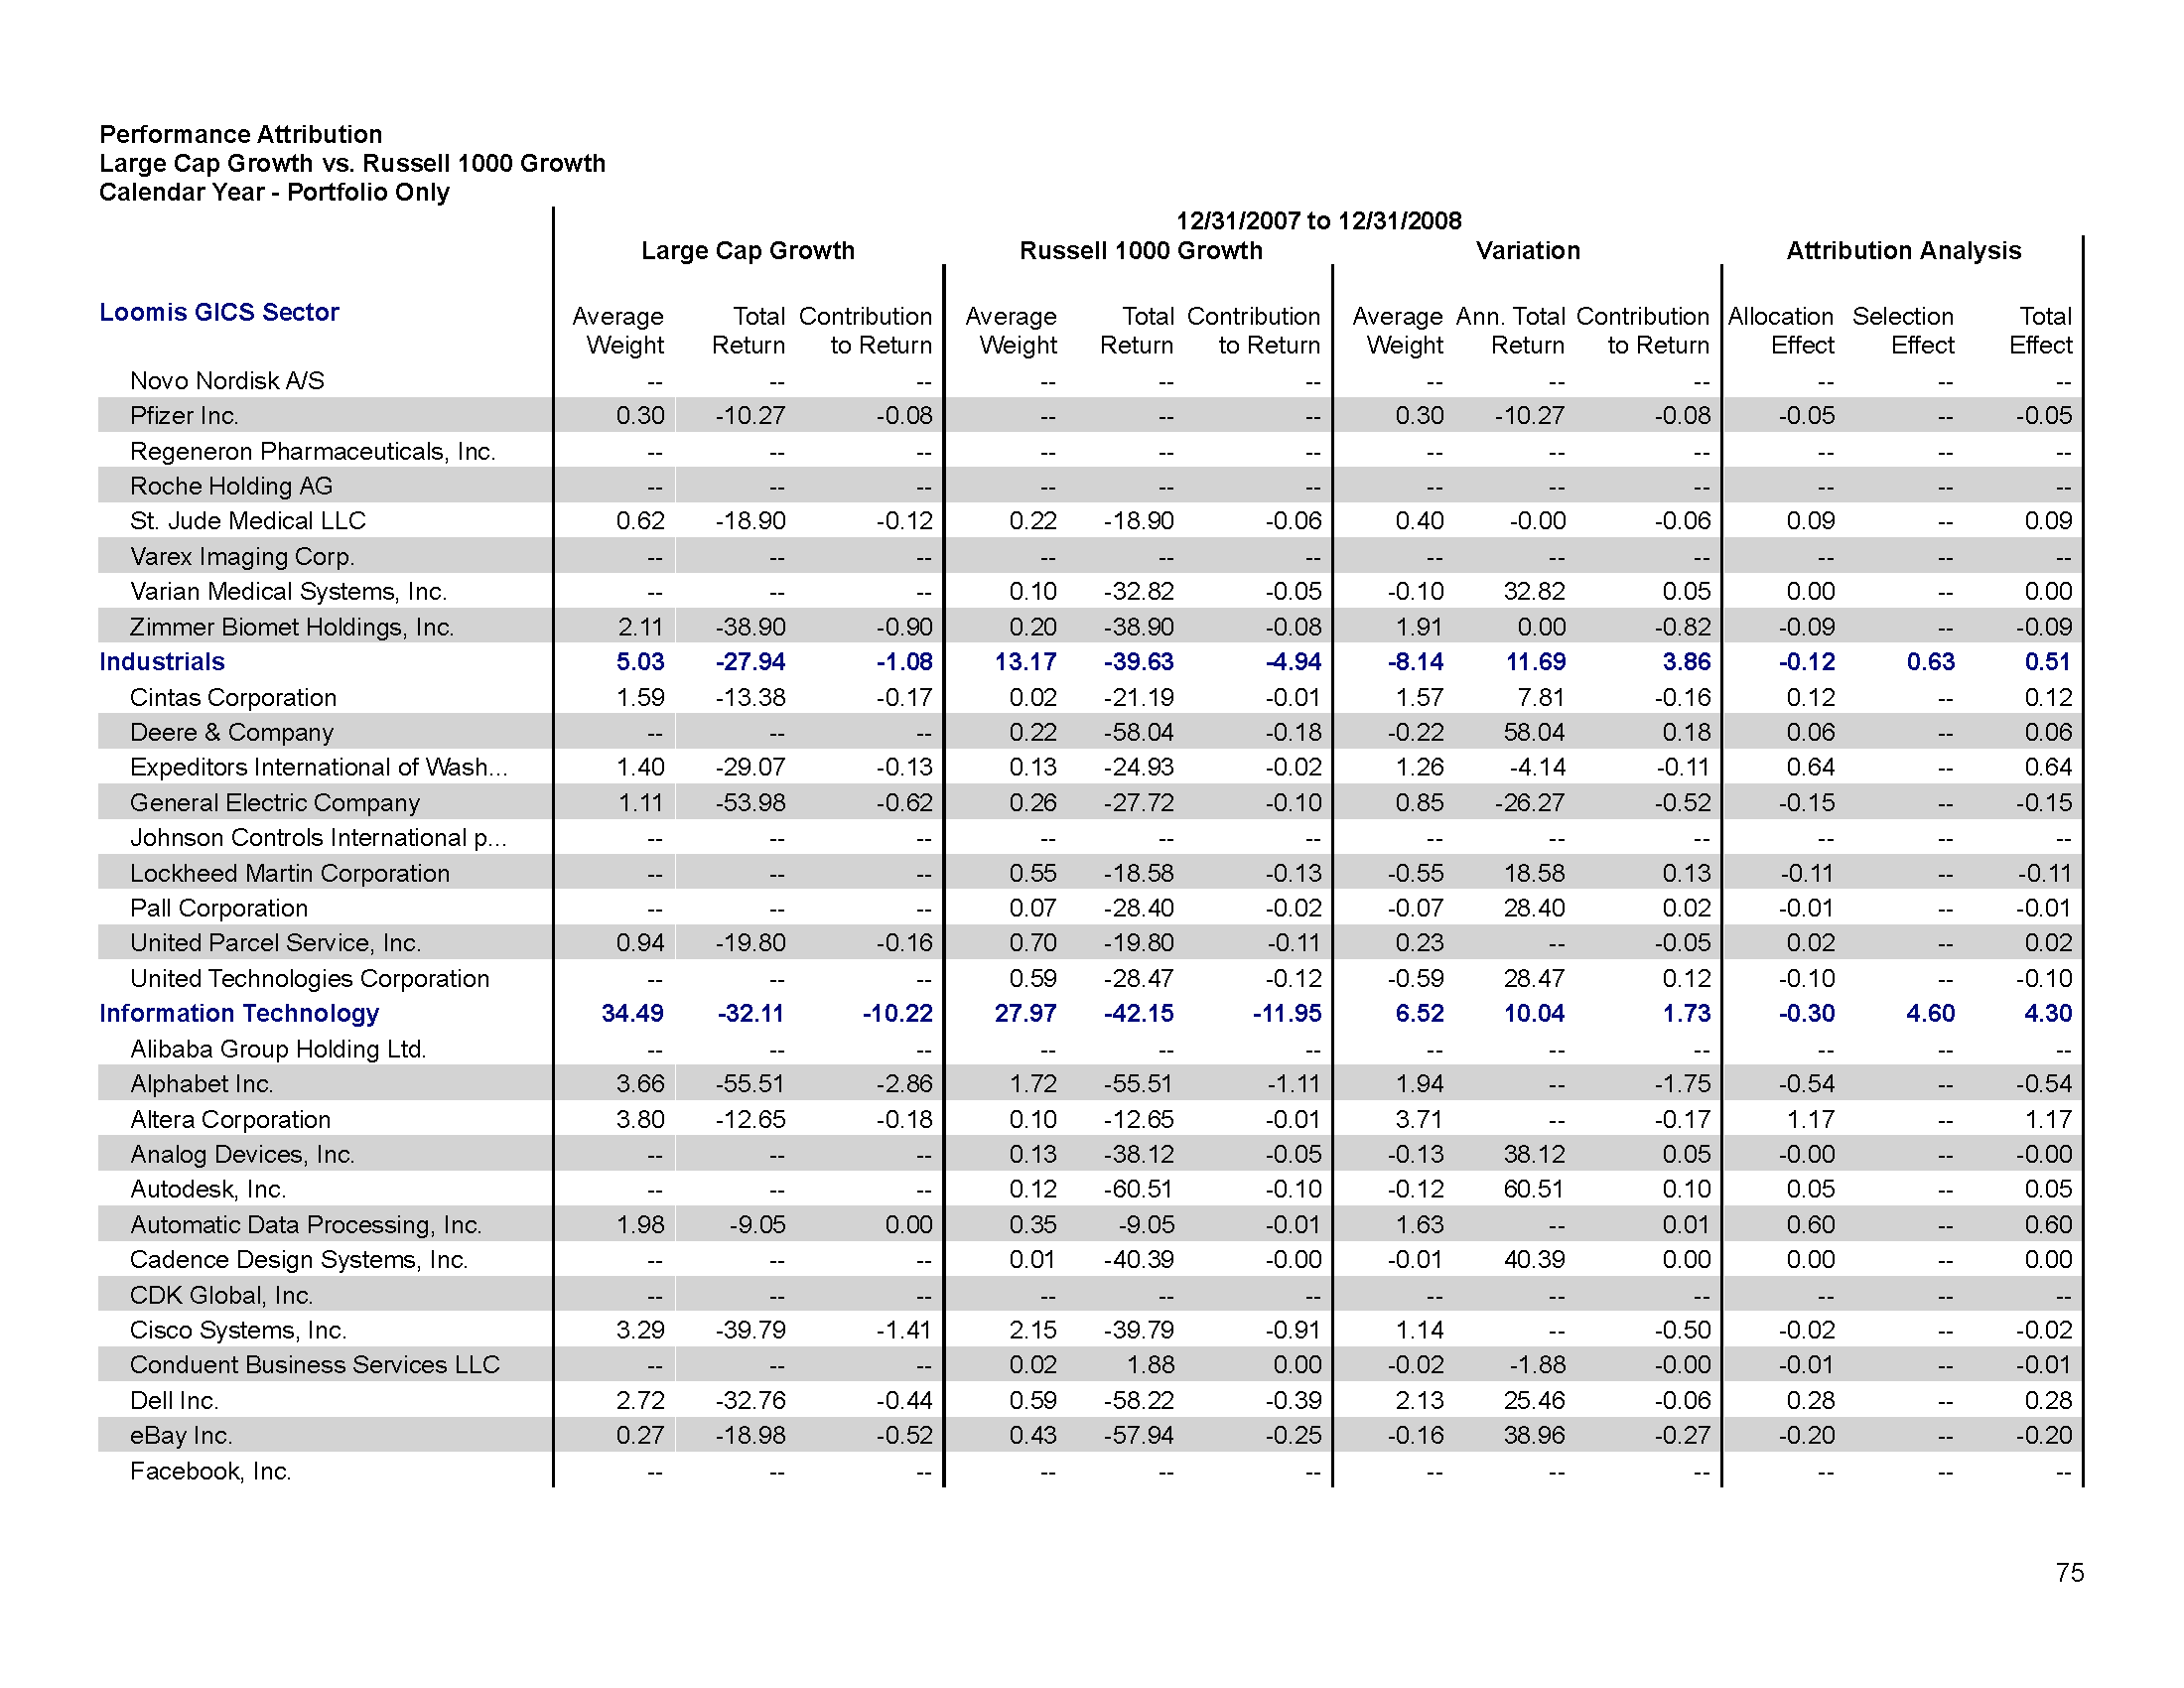 Performance Attribution
Large Cap Growth vs. Russell 1000 Growth
Calendar Year - Portfolio Only
12/31/2007 to 12/31/2008
Large Cap Growth Russell 1000 Growth Variation Attribution Analysis
Loomis GICS Sector Average Total Contribution Average Total Contribution Average Ann. Total Contribution Allocation Selection Total
Weight Return to Return Weight Return to Return Weight Return to Return Effect Effect Effect
Novo Nordisk A/S -- -- -- -- -- -- -- -- -- -- -- --
Pfizer Inc. 0.30 -10.27 -0.08 -- -- -- 0.30 -10.27 -0.08 -0.05 -- -0.05
Regeneron Pharmaceuticals, Inc. -- -- -- -- -- -- -- -- -- -- -- --
Roche Holding AG -- -- -- -- -- -- -- -- -- -- -- --
St. Jude Medical LLC 0.62 -18.90 -0.12 0.22 -18.90 -0.06 0.40 -0.00 -0.06 0.09 -- 0.09
Varex Imaging Corp. -- -- -- -- -- -- -- -- -- -- -- --
Varian Medical Systems, Inc. -- -- -- 0.10 -32.82 -0.05 -0.10 32.82 0.05 0.00 -- 0.00
Zimmer Biomet Holdings, Inc. 2.11 -38.90 -0.90 0.20 -38.90 -0.08 1.91 0.00 -0.82 -0.09 -- -0.09
Industrials 5.03 -27.94 -1.08 13.17 -39.63 -4.94 -8.14 11.69 3.86 -0.12 0.63 0.51
Cintas Corporation 1.59 -13.38 -0.17 0.02 -21.19 -0.01 1.57 7.81 -0.16 0.12 -- 0.12
Deere & Company -- -- -- 0.22 -58.04 -0.18 -0.22 58.04 0.18 0.06 -- 0.06
Expeditors International of Wash... 1.40 -29.07 -0.13 0.13 -24.93 -0.02 1.26 -4.14 -0.11 0.64 -- 0.64
General Electric Company 1.11 -53.98 -0.62 0.26 -27.72 -0.10 0.85 -26.27 -0.52 -0.15 -- -0.15
Johnson Controls International p... -- -- -- -- -- -- -- -- -- -- -- --
Lockheed Martin Corporation -- -- -- 0.55 -18.58 -0.13 -0.55 18.58 0.13 -0.11 -- -0.11
Pall Corporation -- -- -- 0.07 -28.40 -0.02 -0.07 28.40 0.02 -0.01 -- -0.01
United Parcel Service, Inc. 0.94 -19.80 -0.16 0.70 -19.80 -0.11 0.23 -- -0.05 0.02 -- 0.02
United Technologies Corporation -- -- -- 0.59 -28.47 -0.12 -0.59 28.47 0.12 -0.10 -- -0.10
Information Technology 34.49 -32.11 -10.22 27.97 -42.15 -11.95 6.52 10.04 1.73 -0.30 4.60 4.30
Alibaba Group Holding Ltd. -- -- -- -- -- -- -- -- -- -- -- --
Alphabet Inc. 3.66 -55.51 -2.86 1.72 -55.51 -1.11 1.94 -- -1.75 -0.54 -- -0.54
Altera Corporation 3.80 -12.65 -0.18 0.10 -12.65 -0.01 3.71 -- -0.17 1.17 -- 1.17
Analog Devices, Inc. -- -- -- 0.13 -38.12 -0.05 -0.13 38.12 0.05 -0.00 -- -0.00
Autodesk, Inc. -- -- -- 0.12 -60.51 -0.10 -0.12 60.51 0.10 0.05 -- 0.05
Automatic Data Processing, Inc. 1.98 -9.05 0.00 0.35 -9.05 -0.01 1.63 -- 0.01 0.60 -- 0.60
Cadence Design Systems, Inc. -- -- -- 0.01 -40.39 -0.00 -0.01 40.39 0.00 0.00 -- 0.00
CDK Global, Inc. -- -- -- -- -- -- -- -- -- -- -- --
Cisco Systems, Inc. 3.29 -39.79 -1.41 2.15 -39.79 -0.91 1.14 -- -0.50 -0.02 -- -0.02
Conduent Business Services LLC -- -- -- 0.02 1.88 0.00 -0.02 -1.88 -0.00 -0.01 -- -0.01
Dell Inc. 2.72 -32.76 -0.44 0.59 -58.22 -0.39 2.13 25.46 -0.06 0.28 -- 0.28
eBay Inc. 0.27 -18.98 -0.52 0.43 -57.94 -0.25 -0.16 38.96 -0.27 -0.20 -- -0.20
Facebook, Inc. -- -- -- -- -- -- -- -- -- -- -- --
75